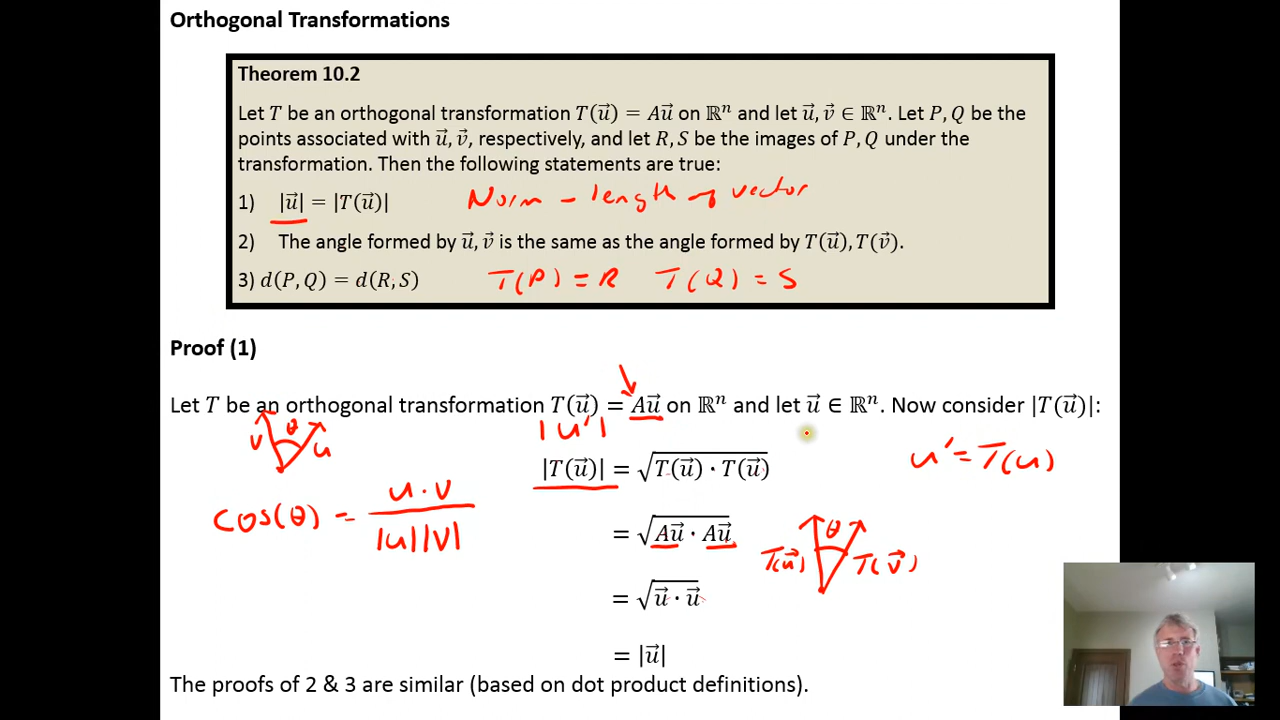 Orthogonal Transformations
Theorem 10.2
Let T be an orthogonal transformation T(u⃗) = Au⃗ on ℝⁿ and let u⃗, v⃗ ∈ ℝⁿ. Let P, Q be the
points associated with u⃗, v⃗, respectively, and let R, S be the images of P, Q under the
transformation. Then the following statements are true:
1) |u⃗| = |T(u⃗)| Norm - length of vector
2) The angle formed by u⃗, v⃗ is the same as the angle formed by T(u⃗), T(v⃗).
3) d(P, Q) = d(R, S) T(P) = R T(Q) = S
Proof (1)
Let T be an orthogonal transformation T(u⃗) = Au⃗ on ℝⁿ and let u⃗ ∈ ℝⁿ. Now consider |T(u⃗)|:
|u'|
v θ u
u' = T(u)
|T(u⃗)| = √T(u⃗) · T(u⃗)
cos(θ) = u · v / |u||v|
= √Au⃗ · Au⃗
T(u⃗) θ T(v⃗)
= √u⃗ · u⃗
= |u⃗|
The proofs of 2 & 3 are similar (based on dot product definitions).